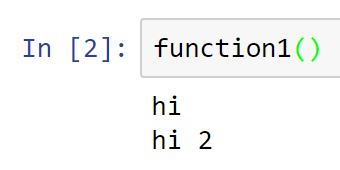 In [2]: function1()
hi
hi 2